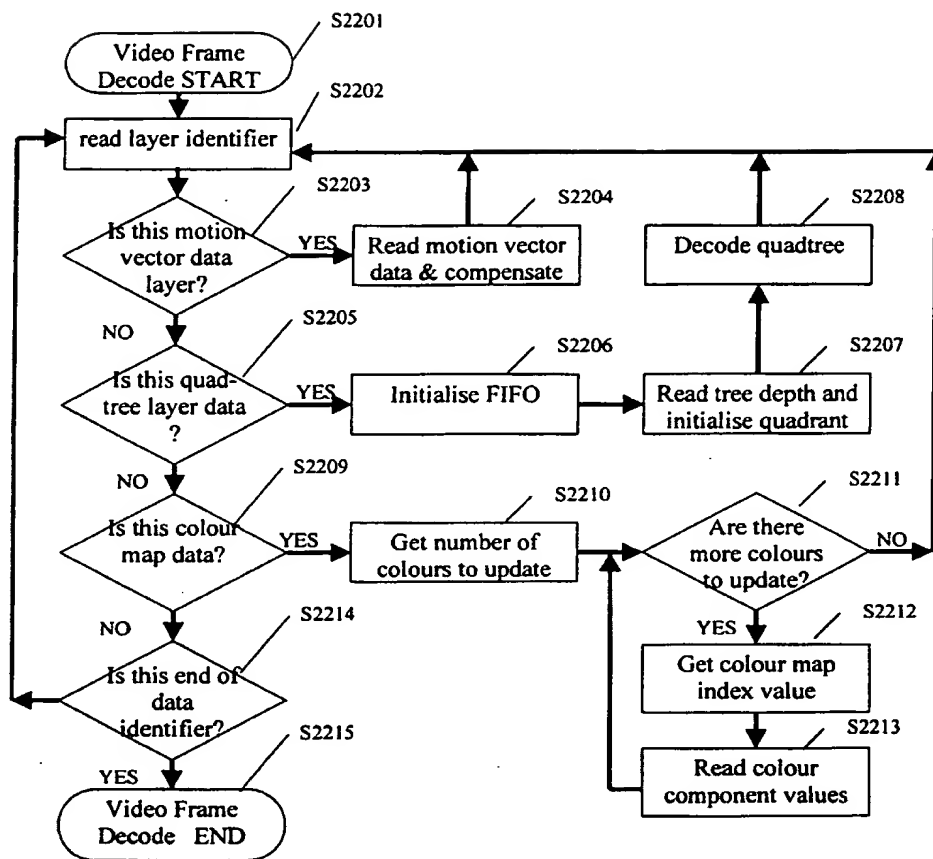 S2201
Video Frame
Decode START
S2202
read layer identifier
S2203
Is this motion
vector data
layer?
YES
S2204
Read motion vector
data & compensate
S2208
Decode quadtree
NO
S2205
Is this quad-
tree layer data
?
YES
S2206
Initialise FIFO
S2207
Read tree depth and
initialise quadrant
NO
S2209
Is this colour
map data?
YES
S2210
Get number of
colours to update
S2211
Are there
more colours
to update?
NO
YES
S2212
Get colour map
index value
S2213
Read colour
component values
NO
S2214
Is this end of
data
identifier?
YES
S2215
Video Frame
Decode END